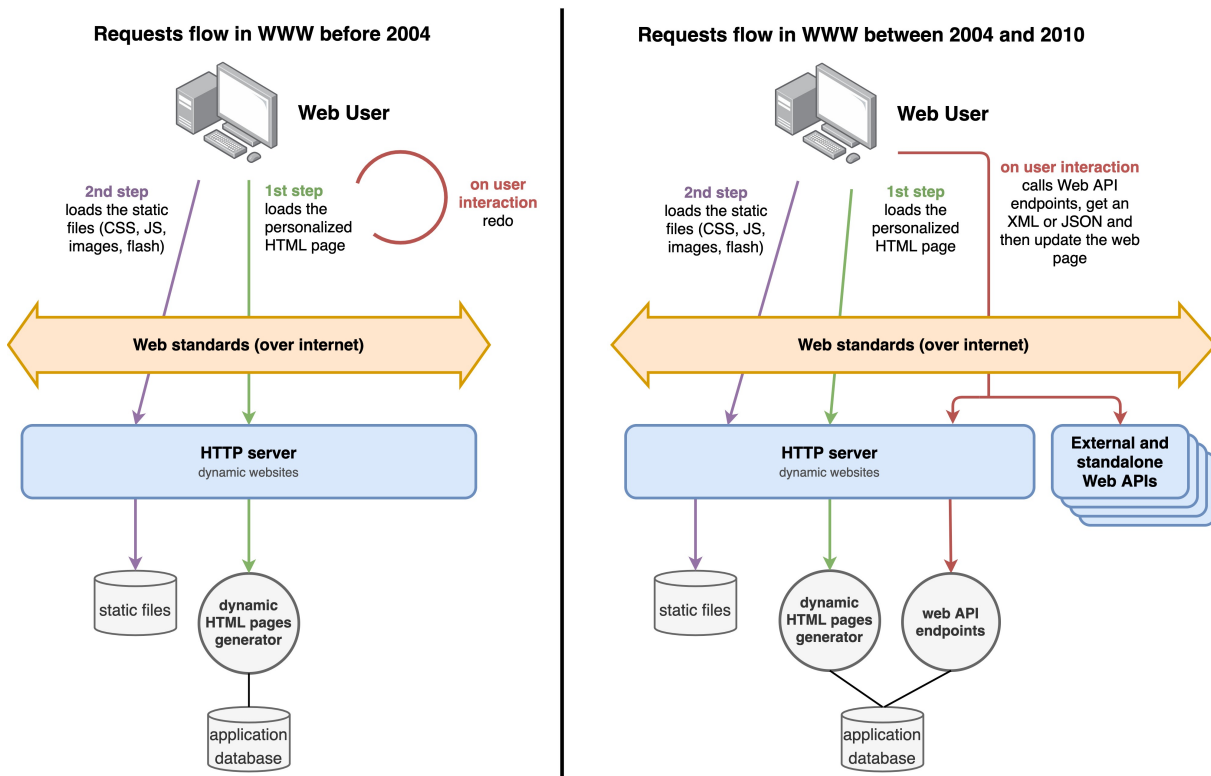 Requests flow in WWW before 2004
Web User
2nd step
loads the static
files (CSS, JS,
images, flash)
1st step
loads the
personalized
HTML page
on user
interaction
redo
Web standards (over internet)
HTTP server
dynamic websites
static files
dynamic
HTML pages
generator
application
database
Requests flow in WWW between 2004 and 2010
Web User
2nd step
loads the static
files (CSS, JS,
images, flash)
1st step
loads the
personalized
HTML page
on user interaction
calls Web API
endpoints, get an
XML or JSON and
then update the web
page
Web standards (over internet)
HTTP server
dynamic websites
External and
standalone
Web APIs
static files
dynamic
HTML pages
generator
web API
endpoints
application
database